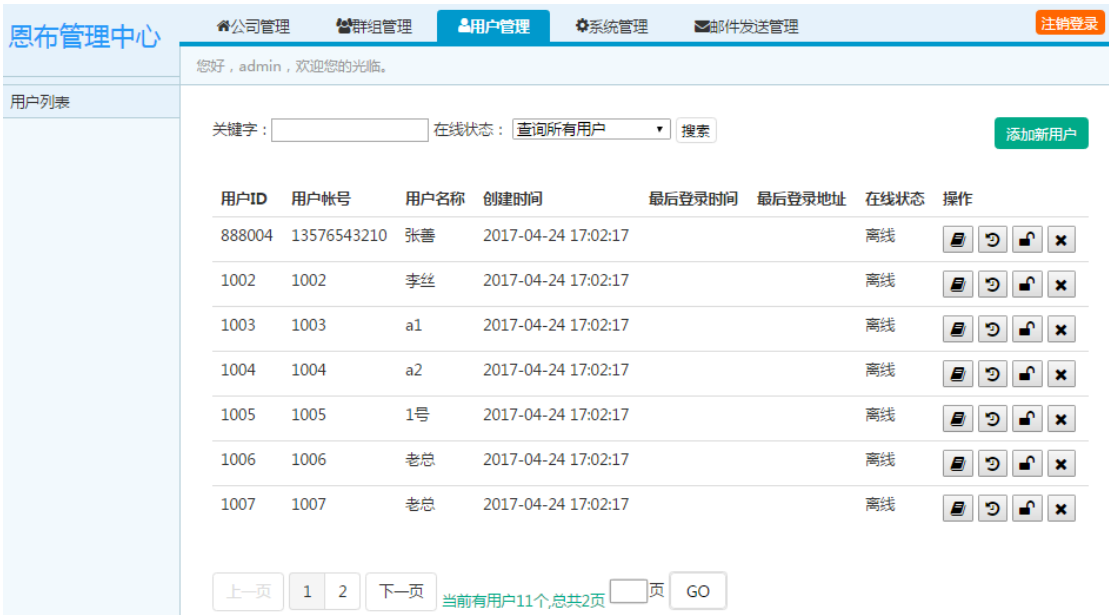 恩布管理中心
公司管理 群组管理 用户管理 系统管理 邮件发送管理 注销登录
您好，admin，欢迎您的光临。
用户列表
关键字： 在线状态： 查询所有用户 搜索 添加新用户
用户ID 用户帐号 用户名称 创建时间 最后登录时间 最后登录地址 在线状态 操作
888004 13576543210 张善 2017-04-24 17:02:17 离线
1002 1002 李丝 2017-04-24 17:02:17 离线
1003 1003 a1 2017-04-24 17:02:17 离线
1004 1004 a2 2017-04-24 17:02:17 离线
1005 1005 1号 2017-04-24 17:02:17 离线
1006 1006 老总 2017-04-24 17:02:17 离线
1007 1007 老总 2017-04-24 17:02:17 离线
上一页 1 2 下一页 当前有用户11个,总共2页 页 GO